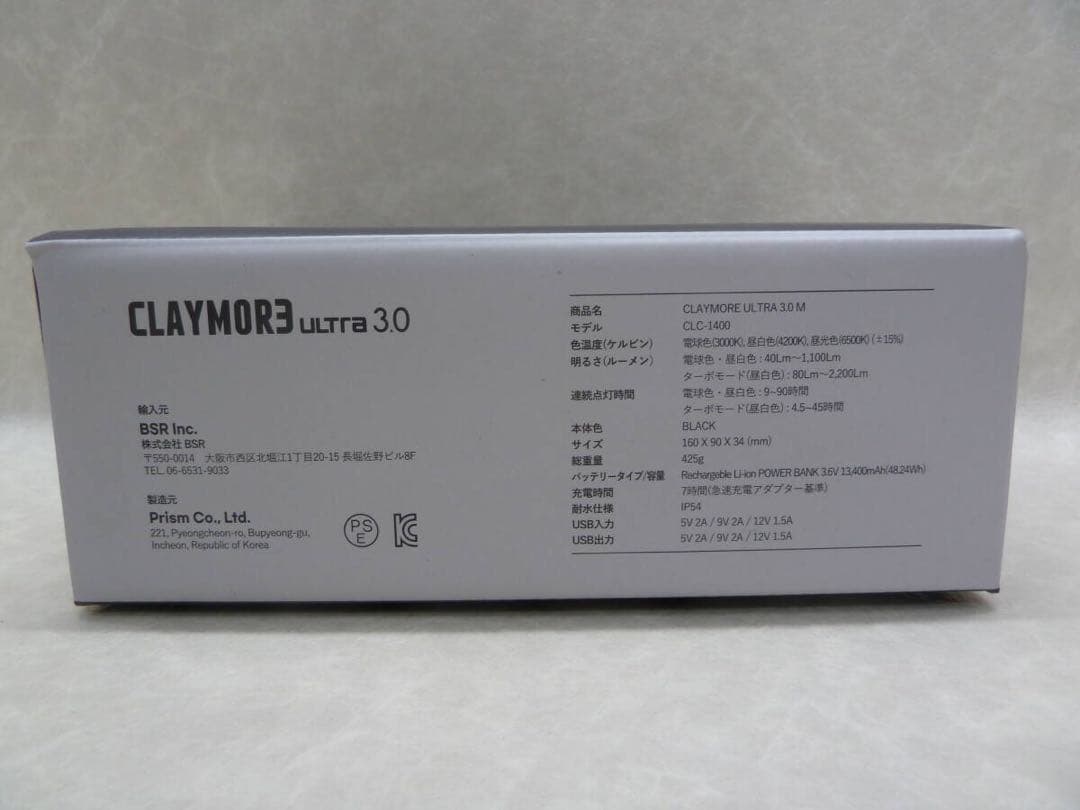 CLAYMOR3 ULTRA 3.0
輸入元
BSR Inc.
株式会社 BSR
〒550-0014 大阪市西区北堀江1丁目20-15 長堀佐野ビル8F
TEL. 06-6531-9033
製造元
Prism Co., Ltd.
221, Pyeongcheon-ro, Bupyeong-gu,
Incheon, Republic of Korea
PS
E
KC
商品名 CLAYMORE ULTRA 3.0 M
モデル CLC-1400
色温度(ケルビン) 電球色(3000K), 昼白色(4200K), 昼光色(6500K) (±15%)
明るさ(ルーメン) 電球色・昼白色 : 40Lm～1,100Lm
ターボモード(昼白色) : 80Lm～2,200Lm
連続点灯時間 電球色・昼白色 : 9~90時間
ターボモード(昼白色) : 4.5~45時間
本体色 BLACK
サイズ 160 X 90 X 34 (mm)
総重量 425g
バッテリータイプ/容量 Rechargable Li-ion POWER BANK 3.6V 13,400mAh(48.24Wh)
充電時間 7時間(急速充電アダプター基準)
耐水仕様 IP54
USB入力 5V 2A / 9V 2A / 12V 1.5A
USB出力 5V 2A / 9V 2A / 12V 1.5A